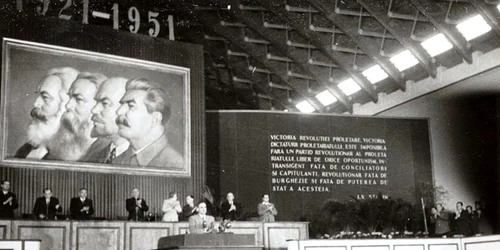 1921-1951
VICTORIA REVOLUTIEI PROLETARE, VICTORIA
DICTATURII PROLETARIATULUI, ESTE IMPOSIBILA
FARA UN PARTID REVOLUTIONAR AL PROLETA
RIATULUI, LIBER DE ORICE OPORTUNISM, IN-
TRANSIGENT FATA DE CONCILIATORI
SI CAPITULANTI, REVOLUTIONAR FATA DE
BURGHEZIE SI FATA DE PUTEREA DE
STAT A ACESTEIA.